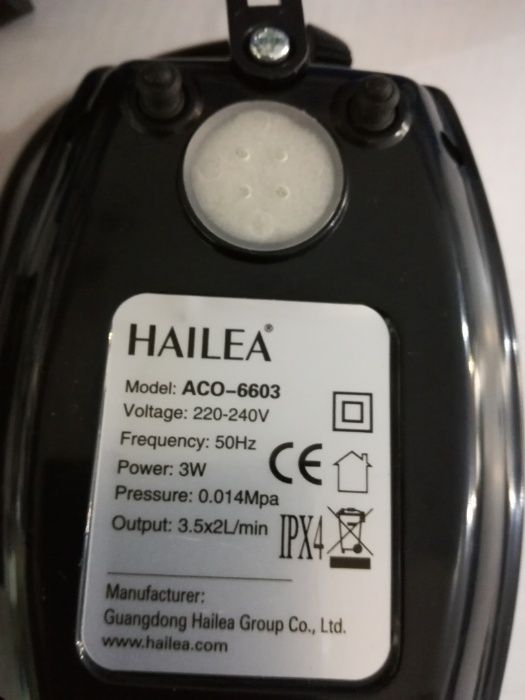 HAILEA®
Model: ACO-6603
Voltage: 220-240V
Frequency: 50Hz
Power: 3W
CE
Pressure: 0.014Mpa
Output: 3.5x2L/min
IPX4
Manufacturer:
Guangdong Hailea Group Co., Ltd.
www.hailea.com